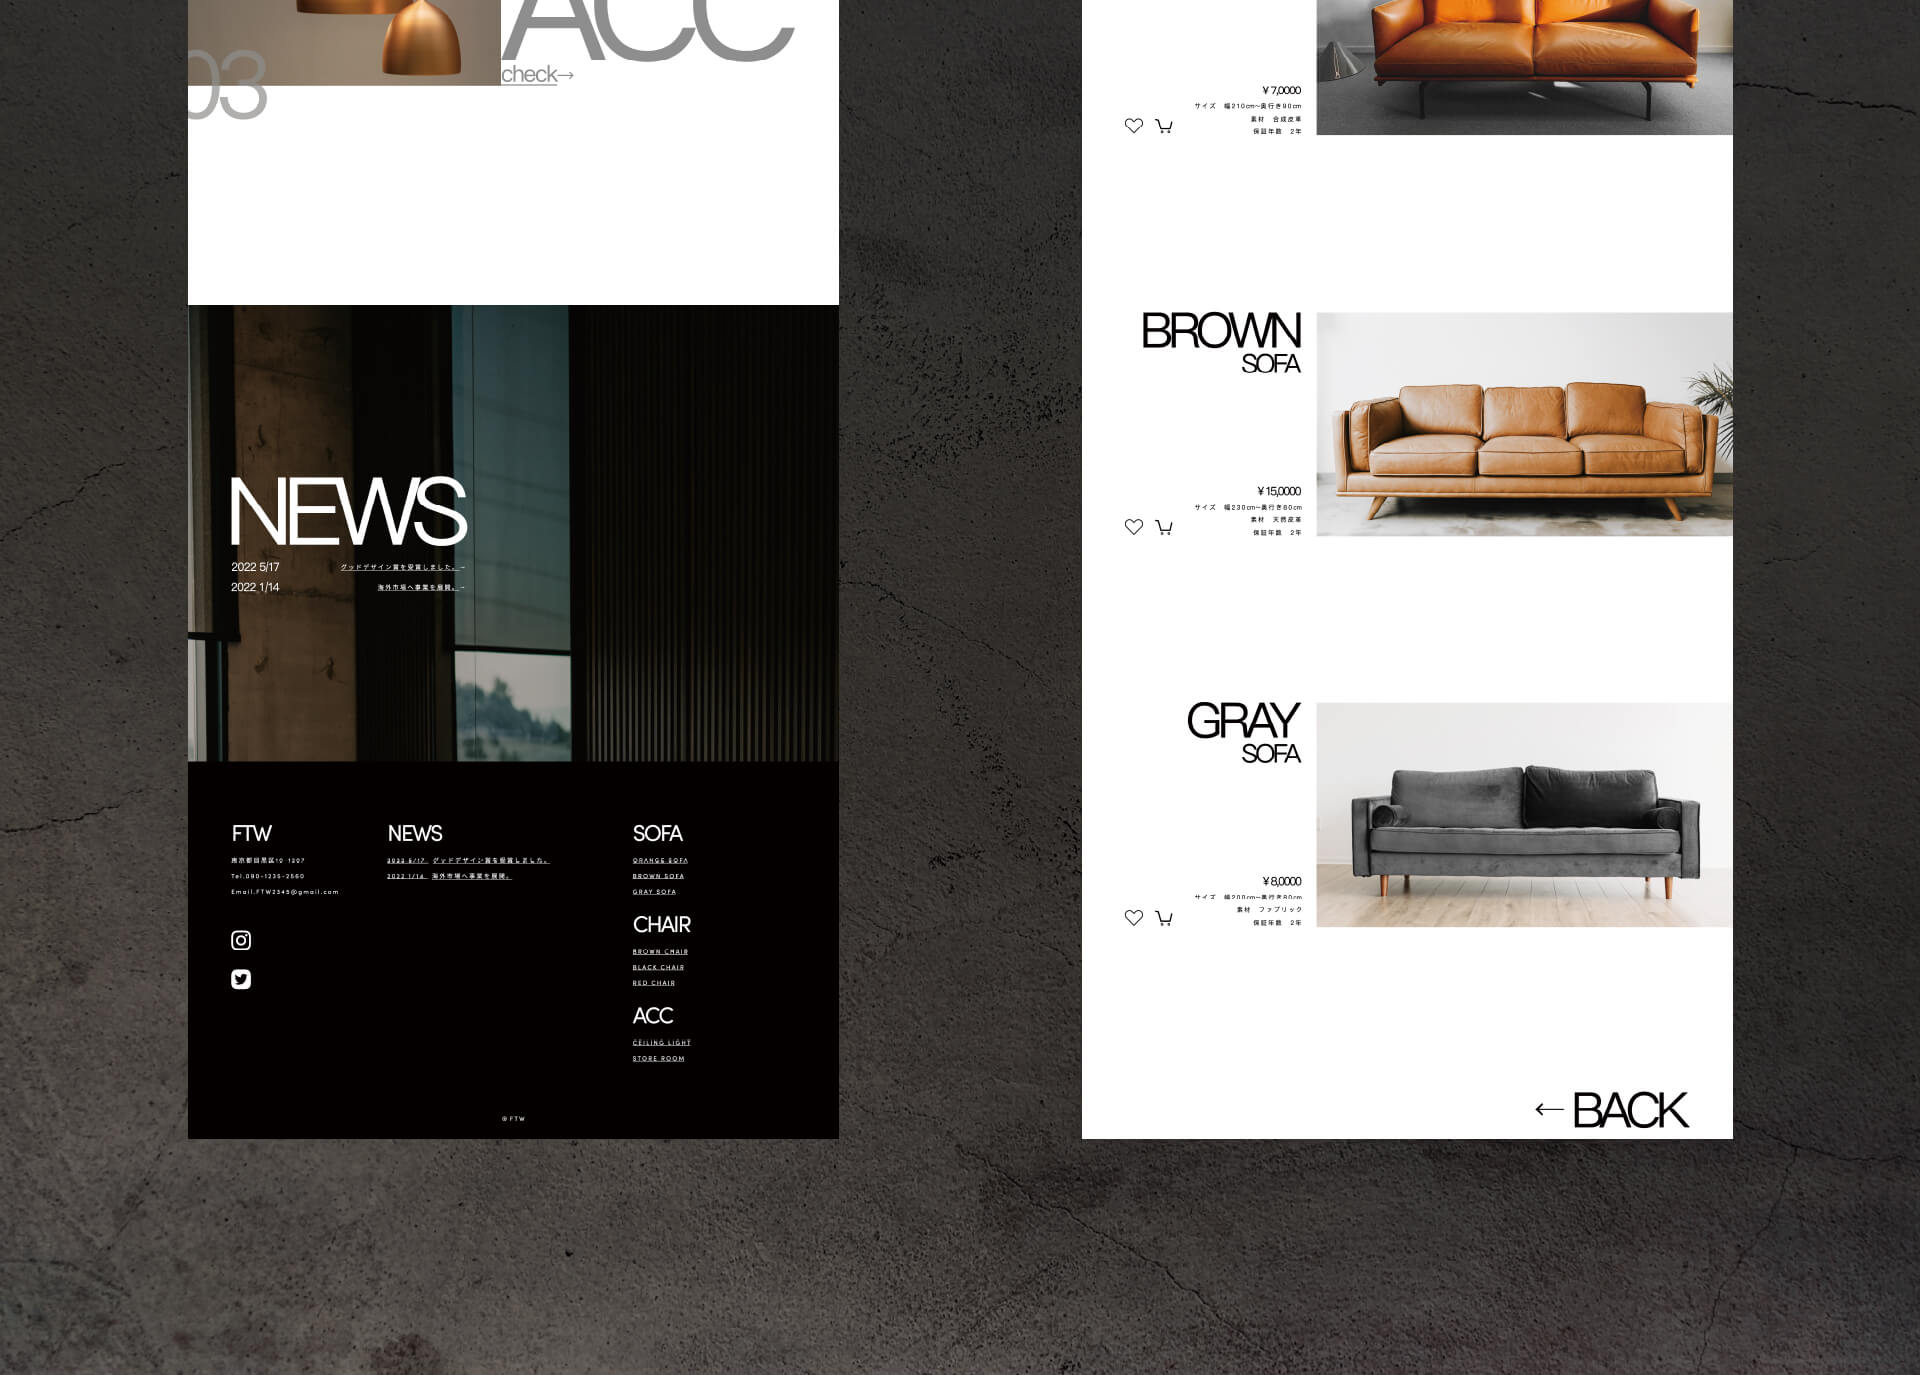 ACC
check→
03
NEWS
2022 5/17 グッドデザイン賞を受賞しました。→
2022 1/14 海外市場へ事業を展開。→
FTW
東京都目黒区10-1207
Tel.090-1235-2560
Email.FTW2345@gmail.com
NEWS
2022 5/17 グッドデザイン賞を受賞しました。
2022 1/14 海外市場へ事業を展開。
SOFA
ORANGE SOFA
BROWN SOFA
GRAY SOFA
CHAIR
BROWN CHAIR
BLACK CHAIR
RED CHAIR
ACC
CEILING LIGHT
STORE ROOM
© FTW
¥7,0000
サイズ 幅210cm~奥行き90cm
素材 合成皮革
保証年数 2年
BROWN
SOFA
¥15,0000
サイズ 幅230cm~奥行き80cm
素材 天然皮革
保証年数 2年
GRAY
SOFA
¥8,0000
サイズ 幅200cm~奥行き80cm
素材 ファブリック
保証年数 2年
← BACK